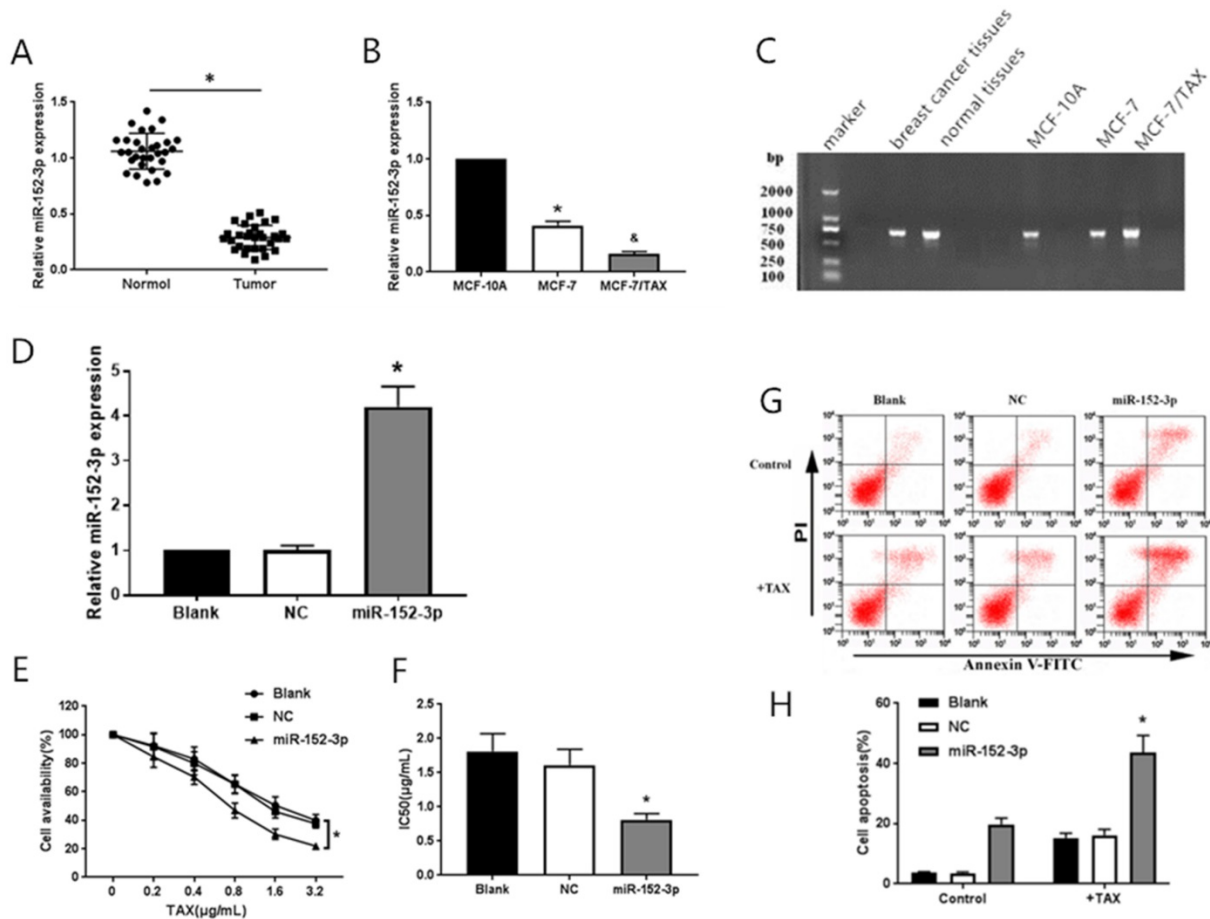 A
*
Relative miR-152-3p expression
1.5
1.0
0.5
0.0
Normol
Tumor
B
Relative miR-152-3p expression
1.5
1.0
0.5
0.0
*
&
MCF-10A
MCF-7
MCF-7/TAX
C
marker
breast cancer tissues
normal tissues
MCF-10A
MCF-7
MCF-7/TAX
bp
2000
1000
750
500
250
100
D
Relative miR-152-3p expression
5
4
3
2
1
0
*
Blank
NC
miR-152-3p
E
Cell availability(%)
120
100
80
60
40
20
0
Blank
NC
miR-152-3p
*
0
0.2
0.4
0.8
1.6
3.2
TAX(μg/mL)
F
IC50(μg/mL)
2.5
2.0
1.5
1.0
0.5
0.0
*
Blank
NC
miR-152-3p
G
Blank
NC
miR-152-3p
Control
+TAX
PI
Annexin V-FITC
H
Cell apoptosis(%)
60
40
20
0
Blank
NC
miR-152-3p
*
Control
+TAX